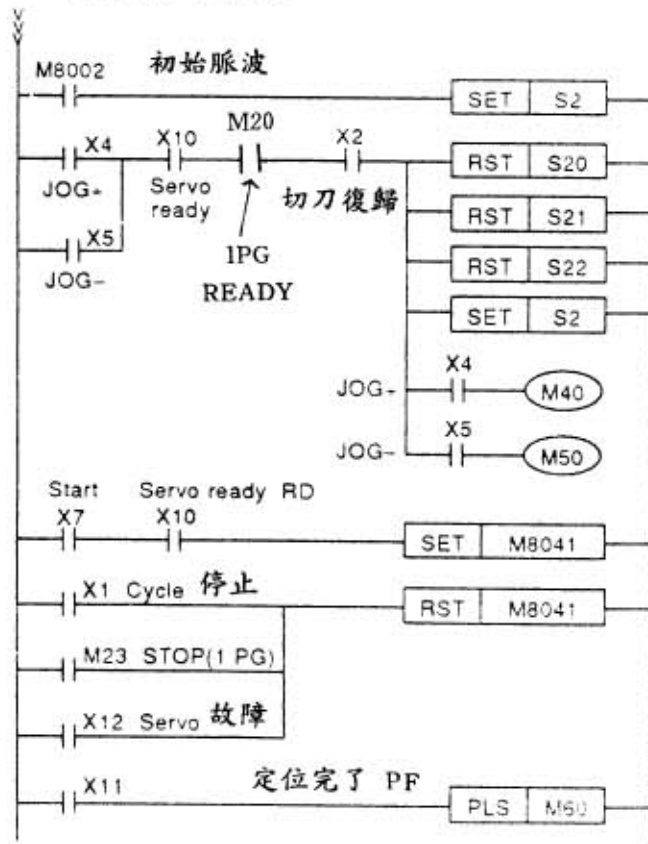 M8002 初始脈波
SET S2
X4 X10 M20 X2
RST S20
JOG+ Servo ready 切刀復歸
X5
RST S21
JOG- 1PG READY
RST S22
SET S2
JOG+ X4 M40
JOG- X5 M50
Start Servo ready RD
X7 X10
SET M8041
X1 Cycle 停止
RST M8041
M23 STOP(1 PG)
X12 Servo 故障
X11 定位完了 PF
PLS M60